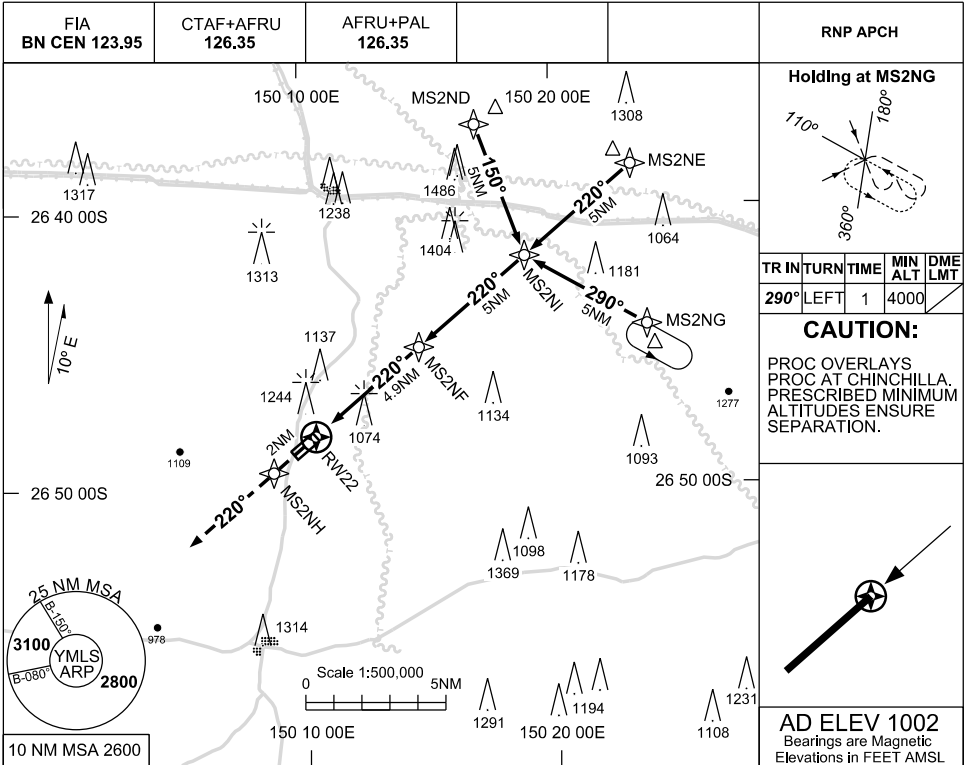 FIA
BN CEN 123.95
CTAF+AFRU
126.35
AFRU+PAL
126.35
RNP APCH
150 10 00E
MS2ND
150 20 00E
1308
MS2NE
1317
1238
1486
150°
5NM
220°
5NM
26 40 00S
1404
1064
1313
1181
MS2NI
220°
5NM
290°
5NM
MS2NG
10° E
1137
1244
220°
4.9NM
MS2NF
1074
1134
1277
2NM
RW22
1109
1093
MS2NH
220°
26 50 00S
1098
1369
1178
25 NM MSA
B-150°
3100
YMLS
ARP
B-080°
2800
978
1314
Scale 1:500,000
0
5NM
1291
1194
1231
1108
150 10 00E
150 20 00E
10 NM MSA 2600
Holding at MS2NG
110°
180°
360°
TR IN
TURN
TIME
MIN
ALT
DME
LMT
290°
LEFT
1
4000
CAUTION:
PROC OVERLAYS
PROC AT CHINCHILLA.
PRESCRIBED MINIMUM
ALTITUDES ENSURE
SEPARATION.
AD ELEV 1002
Bearings are Magnetic
Elevations in FEET AMSL